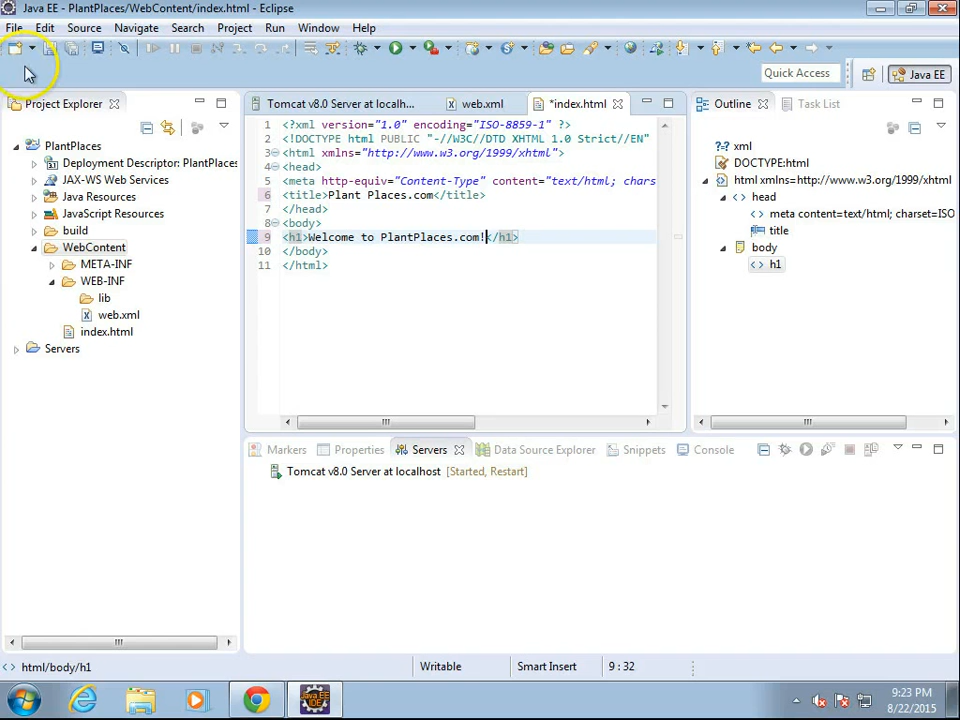 Java EE - PlantPlaces/WebContent/index.html - Eclipse
File Edit Source Navigate Search Project Run Window Help
Quick Access
Java EE
Project Explorer
Tomcat v8.0 Server at localh...
web.xml
*index.html
Outline
Task List
PlantPlaces
Deployment Descriptor: PlantPlaces
JAX-WS Web Services
Java Resources
JavaScript Resources
build
WebContent
META-INF
WEB-INF
lib
web.xml
index.html
Servers
1 <?xml version="1.0" encoding="ISO-8859-1" ?>
2 <!DOCTYPE html PUBLIC "-//W3C//DTD XHTML 1.0 Strict//EN"
3 <html xmlns="http://www.w3.org/1999/xhtml">
4 <head>
5 <meta http-equiv="Content-Type" content="text/html; chars
6 <title>Plant Places.com</title>
7 </head>
8 <body>
9 <h1>Welcome to PlantPlaces.com!</h1>
10 </body>
11 </html>
xml
DOCTYPE:html
html xmlns=http://www.w3.org/1999/xhtml
head
meta content=text/html; charset=ISO
title
body
h1
Markers
Properties
Servers
Data Source Explorer
Snippets
Console
Tomcat v8.0 Server at localhost [Started, Restart]
html/body/h1
Writable
Smart Insert
9 : 32
Java EE
IDE
9:23 PM
8/22/2015